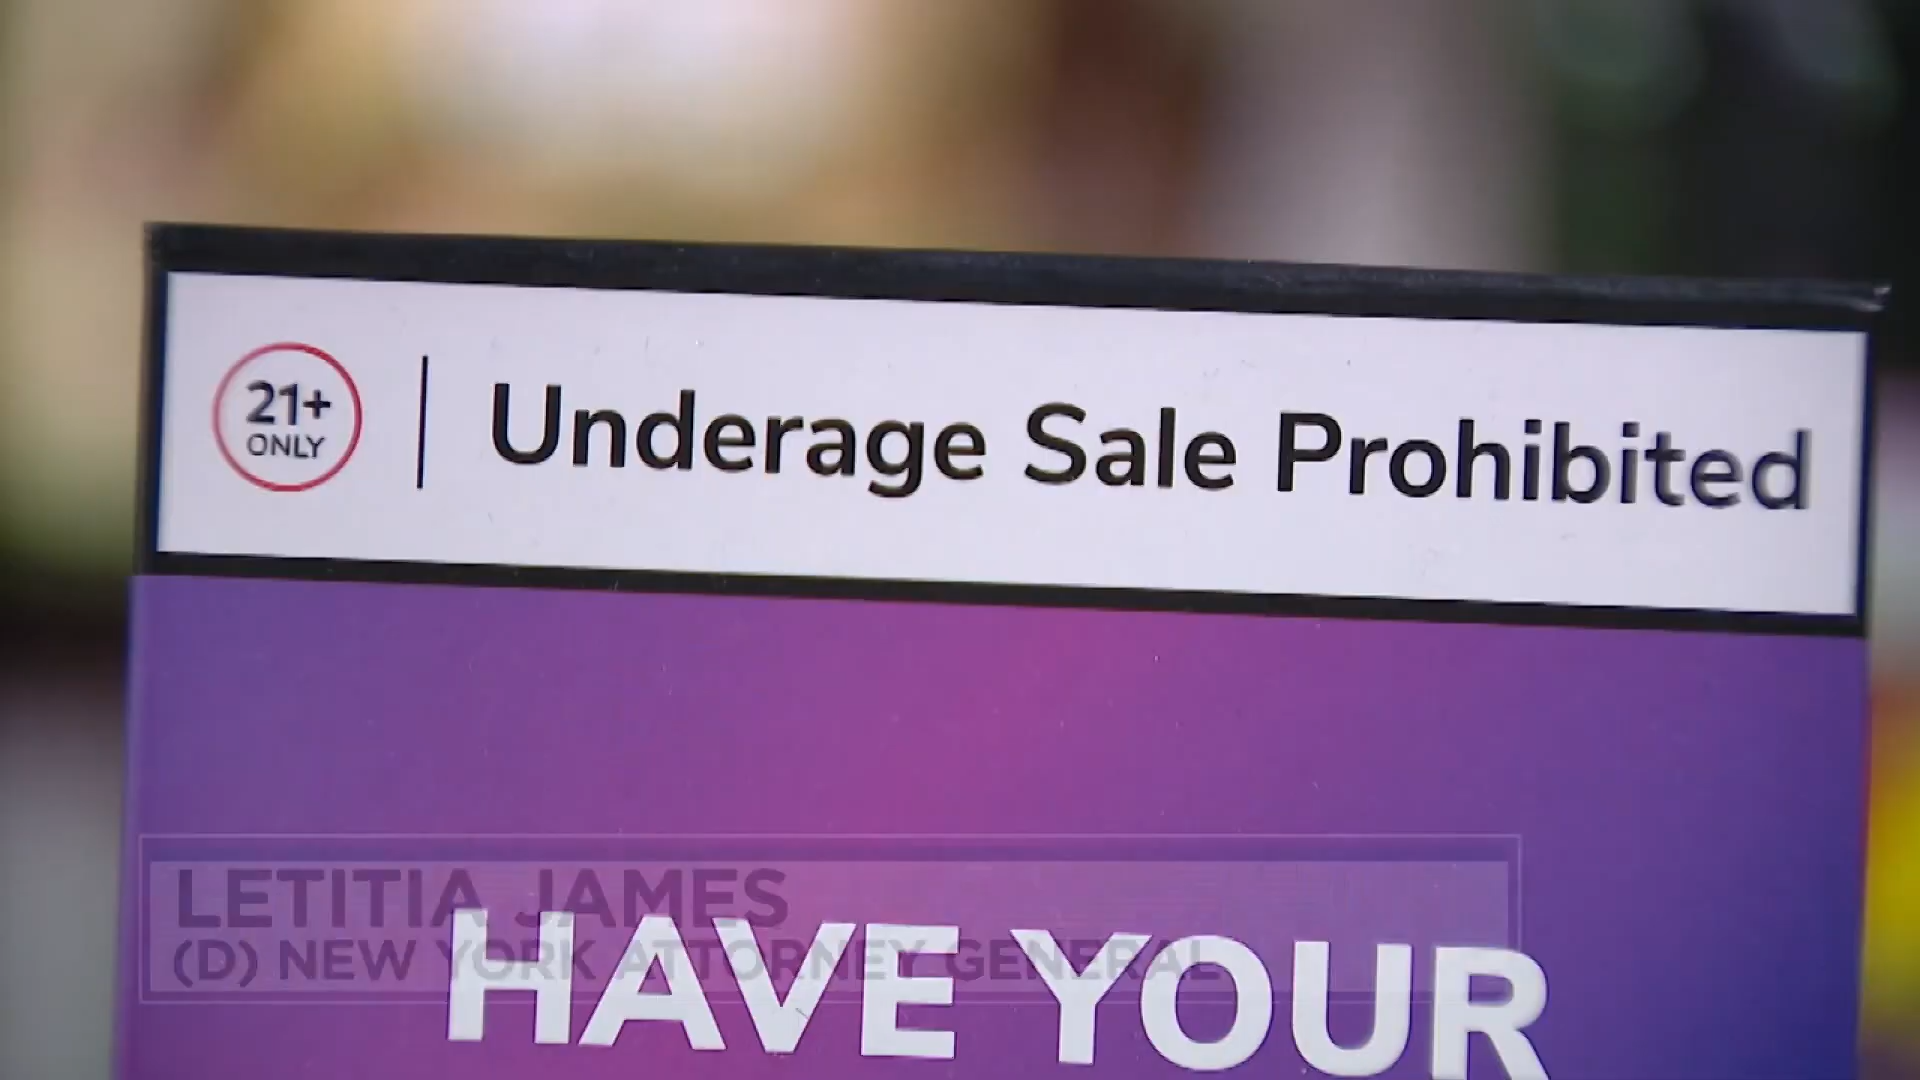 21+
ONLY
Underage Sale Prohibited
LETITIA JAMES
(D) NEW YORK ATTORNEY GENERAL
HAVE YOUR